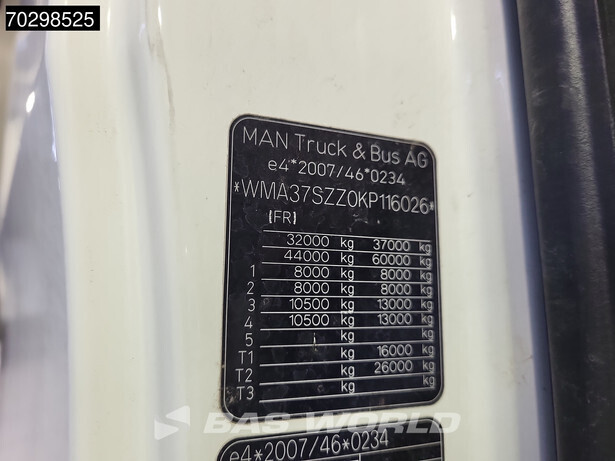 70298525
MAN Truck & Bus AG
e4*2007/46*0234
*WMA37SZZ0KP116026*
(FR)
32000 kg 37000 kg
44000 kg 60000 kg
1 8000 kg 8000 kg
2 8000 kg 8000 kg
3 10500 kg 13000 kg
4 10500 kg 13000 kg
5 kg kg
T1 kg 16000 kg
T2 kg 26000 kg
T3 kg kg
BAS WORLD
e4*2007/46*0234